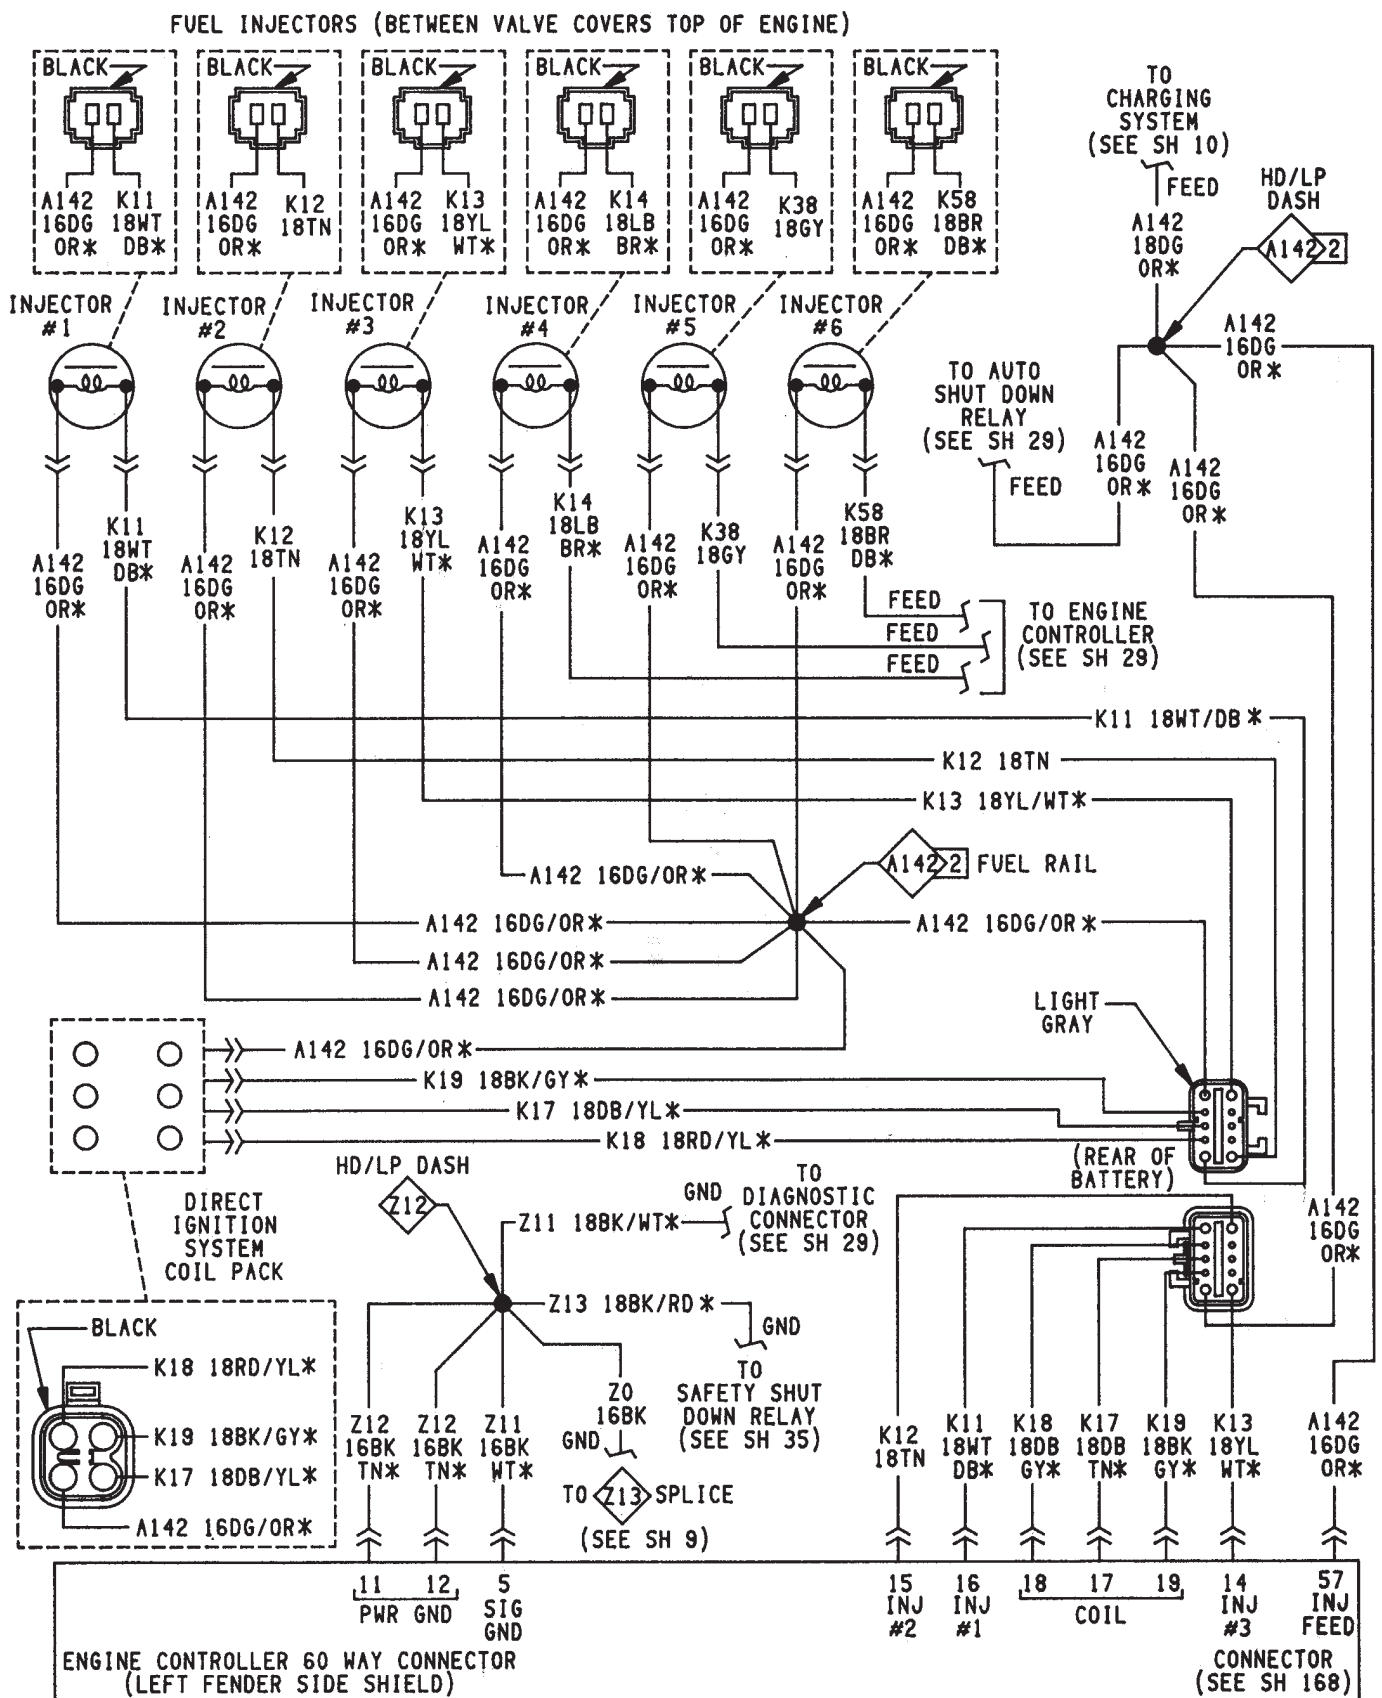 FUEL INJECTORS (BETWEEN VALVE COVERS TOP OF ENGINE)
BLACK
BLACK
BLACK
BLACK
BLACK
BLACK
A142
16DG
OR*
K11
18WT
DB*
A142
16DG
OR*
K12
18TN
A142
16DG
OR*
K13
18YL
WT*
A142
16DG
OR*
K14
18LB
BR*
A142
16DG
OR*
K38
18GY
A142
16DG
OR*
K58
18BR
DB*
TO
CHARGING
SYSTEM
(SEE SH 10)
FEED
A142
18DG
OR*
HD/LP
DASH
A142 2
A142
16DG
OR*
INJECTOR
#1
INJECTOR
#2
INJECTOR
#3
INJECTOR
#4
INJECTOR
#5
INJECTOR
#6
TO AUTO
SHUT DOWN
RELAY
(SEE SH 29)
FEED
A142
16DG
OR*
A142
16DG
OR*
A142
16DG
OR*
K11
18WT
DB*
A142
16DG
OR*
K12
18TN
A142
16DG
OR*
K13
18YL
WT*
A142
16DG
OR*
K14
18LB
BR*
A142
16DG
OR*
K38
18GY
A142
16DG
OR*
K58
18BR
DB*
FEED
FEED
FEED
TO ENGINE
CONTROLLER
(SEE SH 29)
K11 18WT/DB*
K12 18TN
K13 18YL/WT*
A142 2 FUEL RAIL
A142 16DG/OR*
A142 16DG/OR*
A142 16DG/OR*
A142 16DG/OR*
A142 16DG/OR*
LIGHT
GRAY
A142 16DG/OR*
K19 18BK/GY*
K17 18DB/YL*
K18 18RD/YL*
(REAR OF
BATTERY)
DIRECT
IGNITION
SYSTEM
COIL PACK
HD/LP DASH
Z12
Z11 18BK/WT*
GND
TO
DIAGNOSTIC
CONNECTOR
(SEE SH 29)
A142
16DG
OR*
Z13 18BK/RD*
GND
TO
SAFETY SHUT
DOWN RELAY
(SEE SH 35)
BLACK
K18 18RD/YL*
K19 18BK/GY*
K17 18DB/YL*
A142 16DG/OR*
Z12
16BK
TN*
Z12
16BK
TN*
Z11
16BK
WT*
Z0
16BK
GND
TO Z13 SPLICE
(SEE SH 9)
K12
18TN
K11
18WT
DB*
K18
18DB
GY*
K17
18DB
TN*
K19
18BK
GY*
K13
18YL
WT*
A142
16DG
OR*
11 12
PWR GND
5
SIG
GND
15
INJ
#2
16
INJ
#1
18 17 19
COIL
14
INJ
#3
57
INJ
FEED
ENGINE CONTROLLER 60 WAY CONNECTOR
(LEFT FENDER SIDE SHIELD)
CONNECTOR
(SEE SH 168)